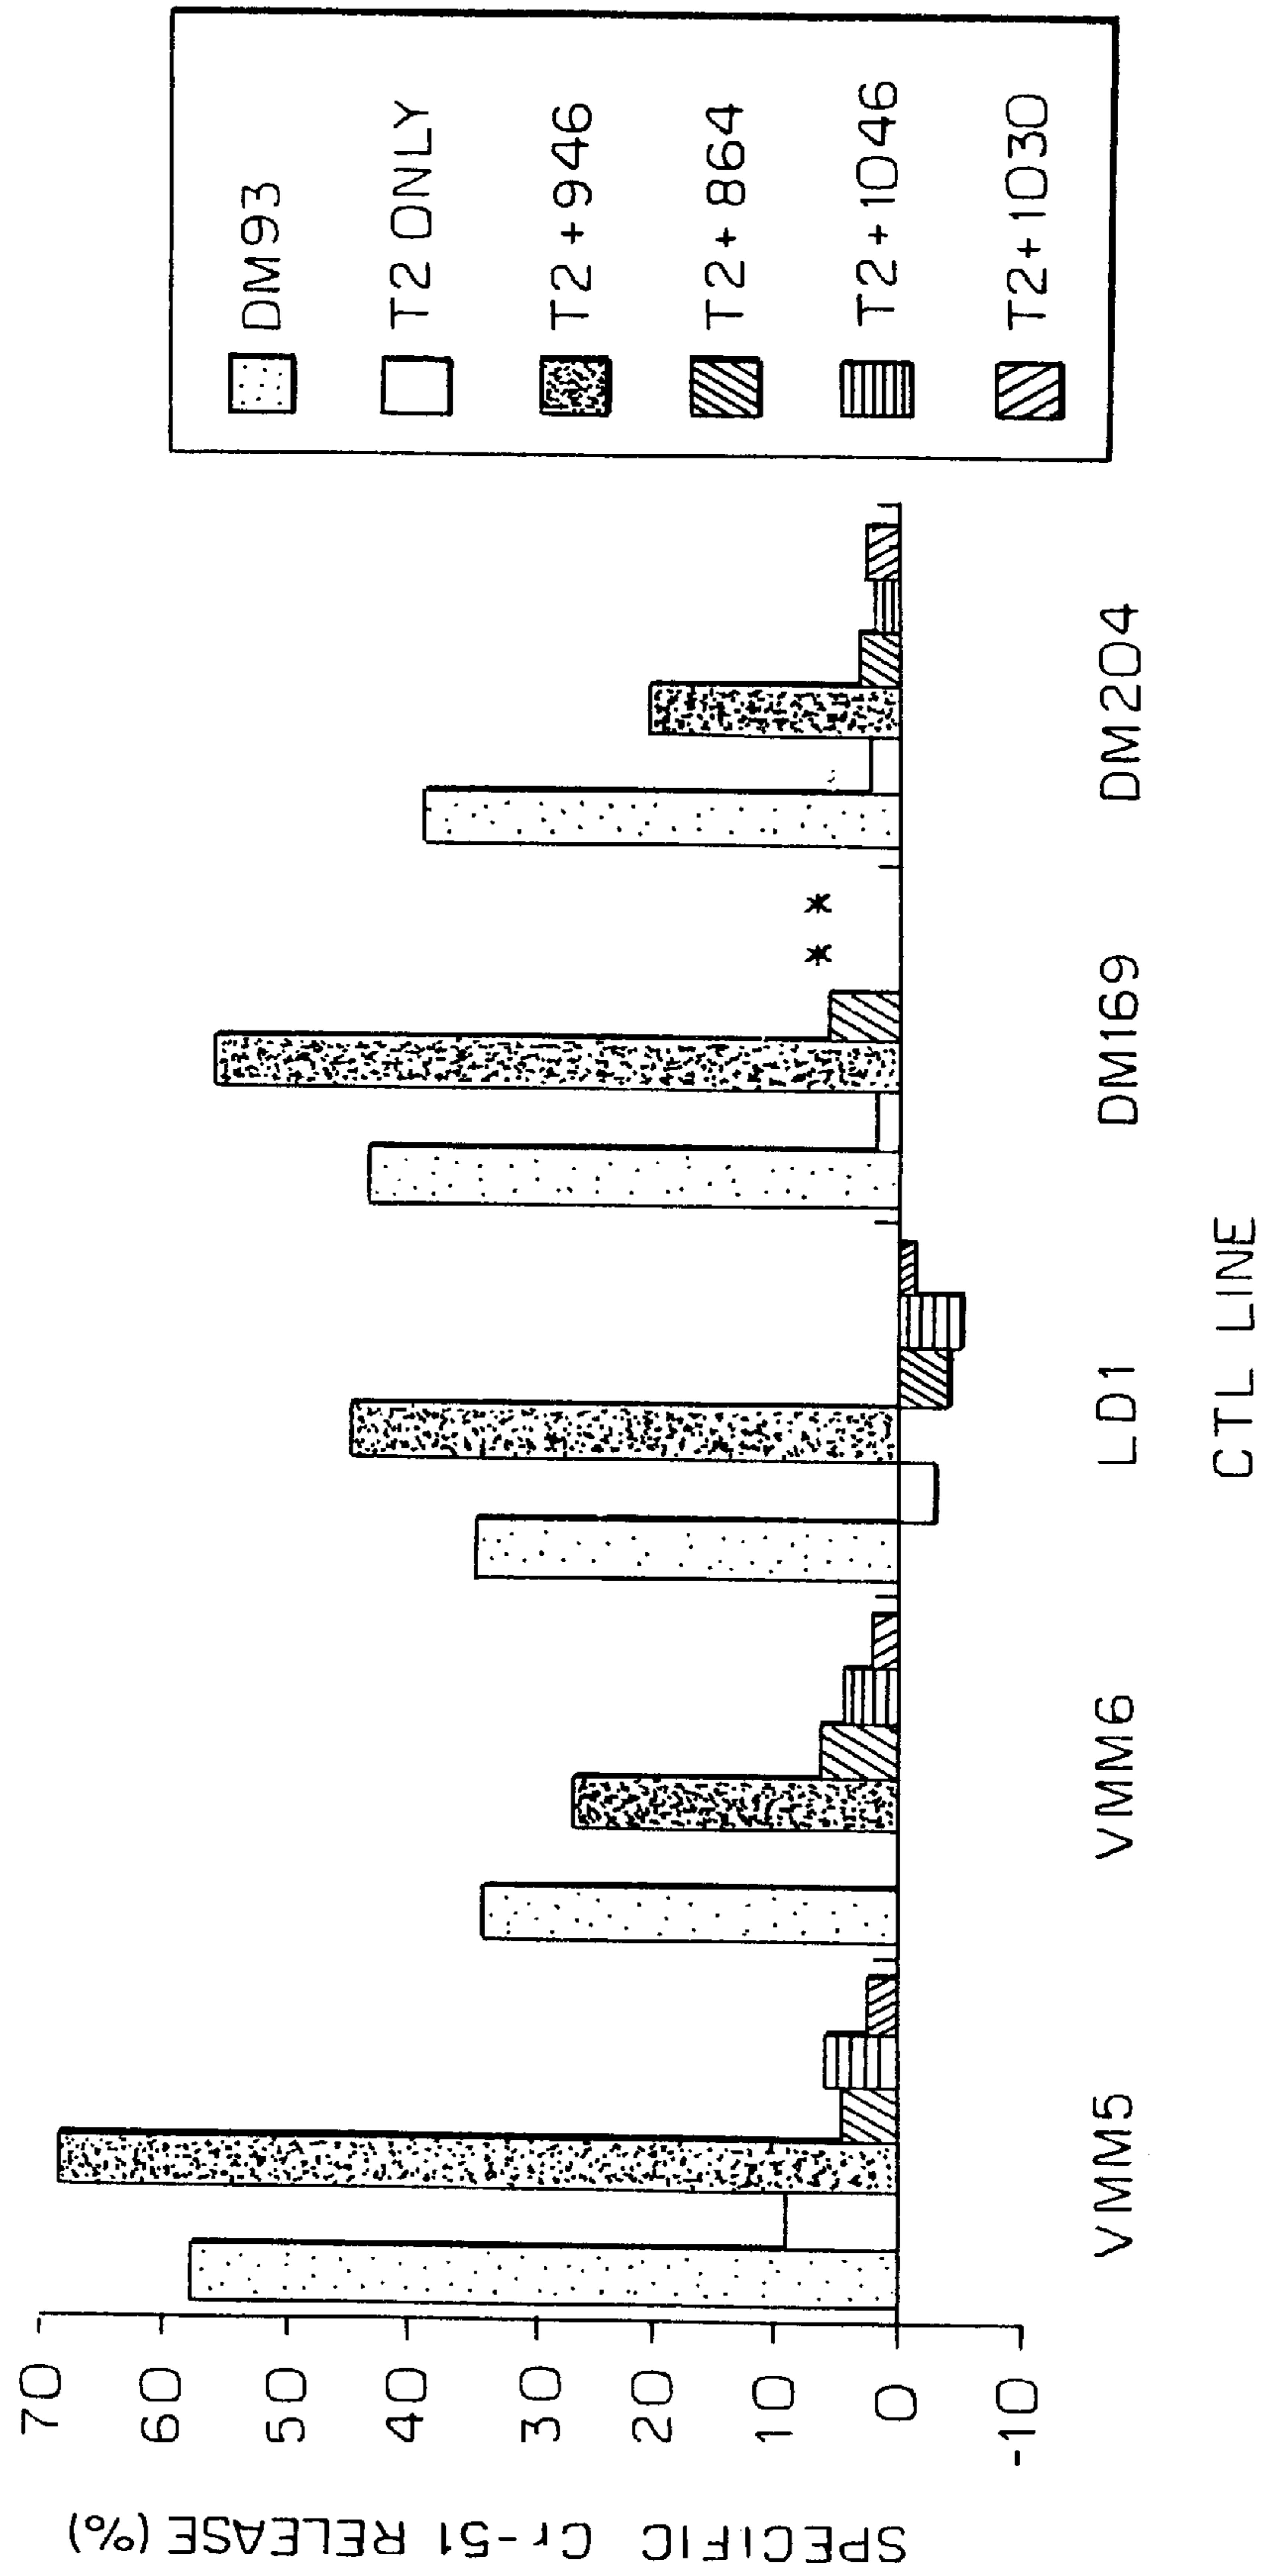 SPECIFIC Cr-51 RELEASE (%)
70
60
50
40
30
20
10
0
-10
VMM5
VMM6
LD1
DM169
DM204
* *
CTL LINE
DM93
T2 ONLY
T2+946
T2+864
T2+1046
T2+1030